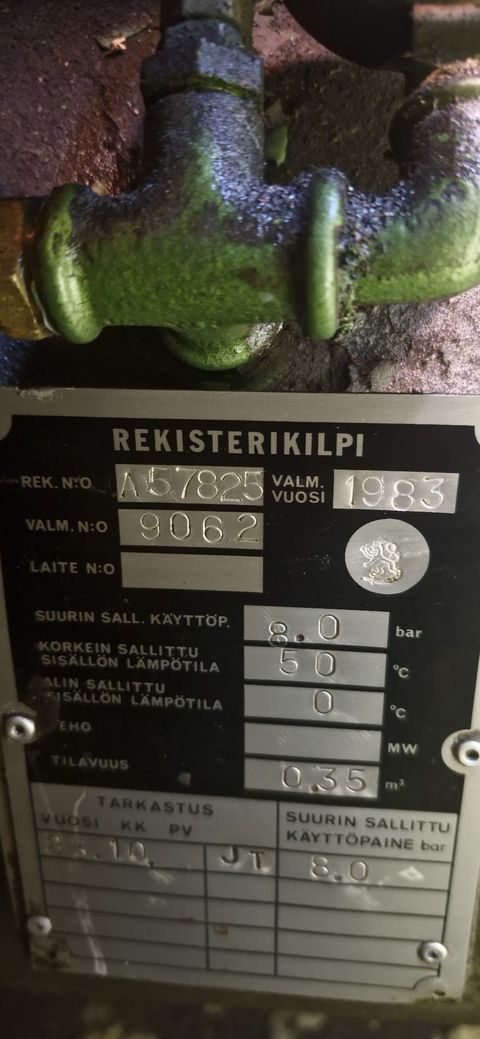 REKISTERIKILPI
REK. N:O A57825 VALM. VUOSI 1983
VALM. N:O 9062
LAITE N:O
SUURIN SALL. KÄYTTÖP. 8.0 bar
KORKEIN SALLITTU
SISÄLLÖN LÄMPÖTILA 50 °C
ALIN SALLITTU
SISÄLLÖN LÄMPÖTILA 0 °C
TEHO MW
TILAVUUS 0.35 m³
TARKASTUS
VUOSI KK PV
SUURIN SALLITTU
KÄYTTÖPAINE bar
83.10. JT 8.0